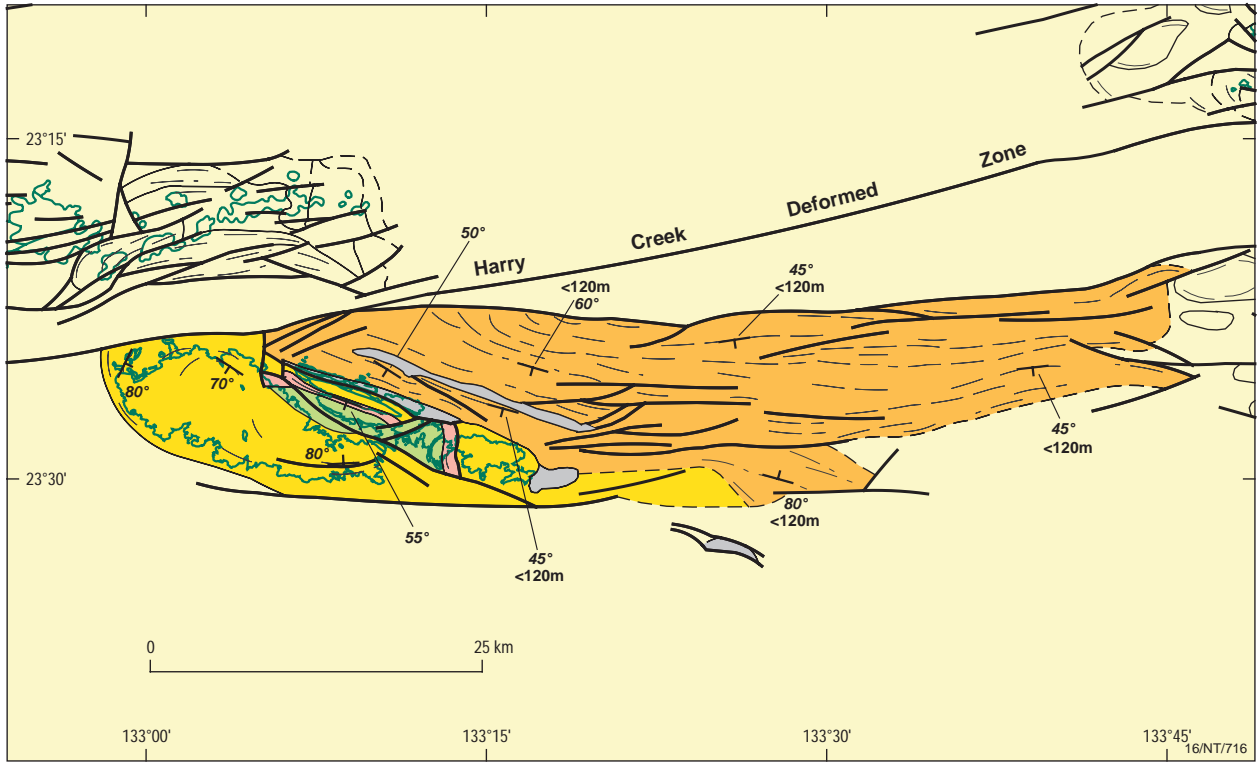 23°15'
Zone
Deformed
Creek
Harry
50°
<120m
60°
45°
<120m
80°
70°
80°
23°30'
45°
<120m
80°
<120m
55°
45°
<120m
0 25 km
133°00' 133°15' 133°30' 133°45'
16/NT/716